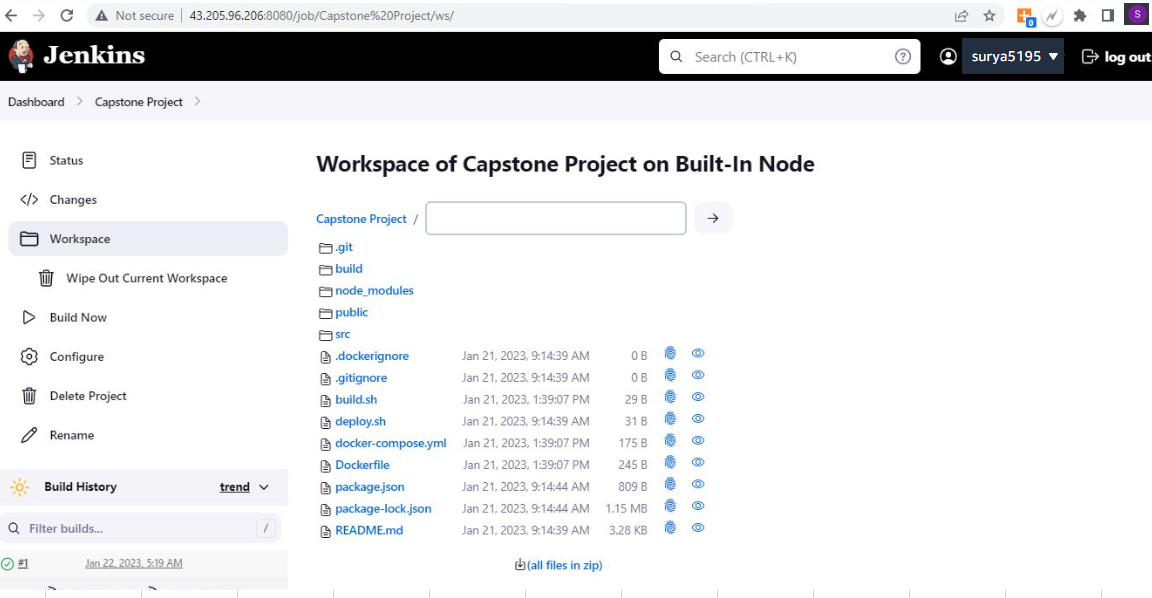 Not secure | 43.205.96.206:8080/job/Capstone%20Project/ws/
0
S
Jenkins
Search (CTRL+K)
?
surya5195
log out
Dashboard > Capstone Project >
Status
Changes
Workspace
Wipe Out Current Workspace
Build Now
Configure
Delete Project
Rename
Build History
trend
Filter builds...
/
#1 Jan 22, 2023, 5:19 AM
Workspace of Capstone Project on Built-In Node
Capstone Project /
.git
build
node_modules
public
src
.dockerignore Jan 21, 2023, 9:14:39 AM 0 B
.gitignore Jan 21, 2023, 9:14:39 AM 0 B
build.sh Jan 21, 2023, 1:39:07 PM 29 B
deploy.sh Jan 21, 2023, 9:14:39 AM 31 B
docker-compose.yml Jan 21, 2023, 1:39:07 PM 175 B
Dockerfile Jan 21, 2023, 1:39:07 PM 245 B
package.json Jan 21, 2023, 9:14:44 AM 809 B
package-lock.json Jan 21, 2023, 9:14:44 AM 1.15 MB
README.md Jan 21, 2023, 9:14:39 AM 3.28 KB
(all files in zip)